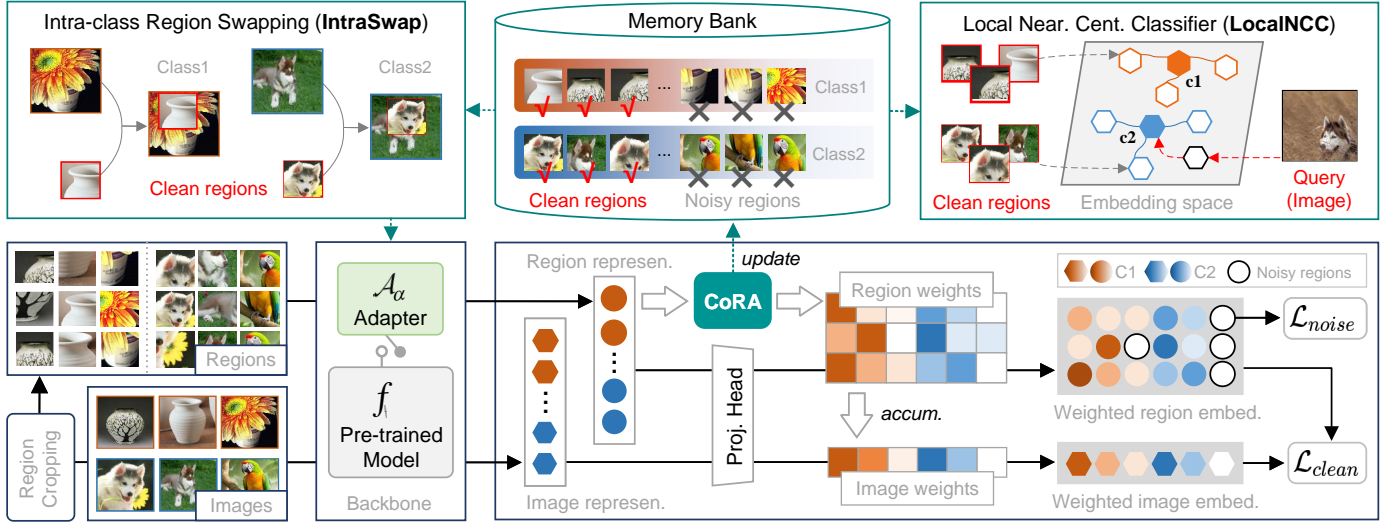 Intra-class Region Swapping (IntraSwap)
Class1
Class2
Clean regions
Memory Bank
Class1
Class2
Clean regions
Noisy regions
Local Near. Cent. Classifier (LocalNCC)
c1
c2
Clean regions
Embedding space
Query
(Image)
Regions
Region
Cropping
Images
𝒜α
Adapter
f
Pre-trained
Model
Backbone
Region represen.
Image represen.
update
CoRA
Proj. Head
Region weights
accum.
Image weights
C1
C2
Noisy regions
Weighted region embed.
Weighted image embed.
ℒnoise
ℒclean